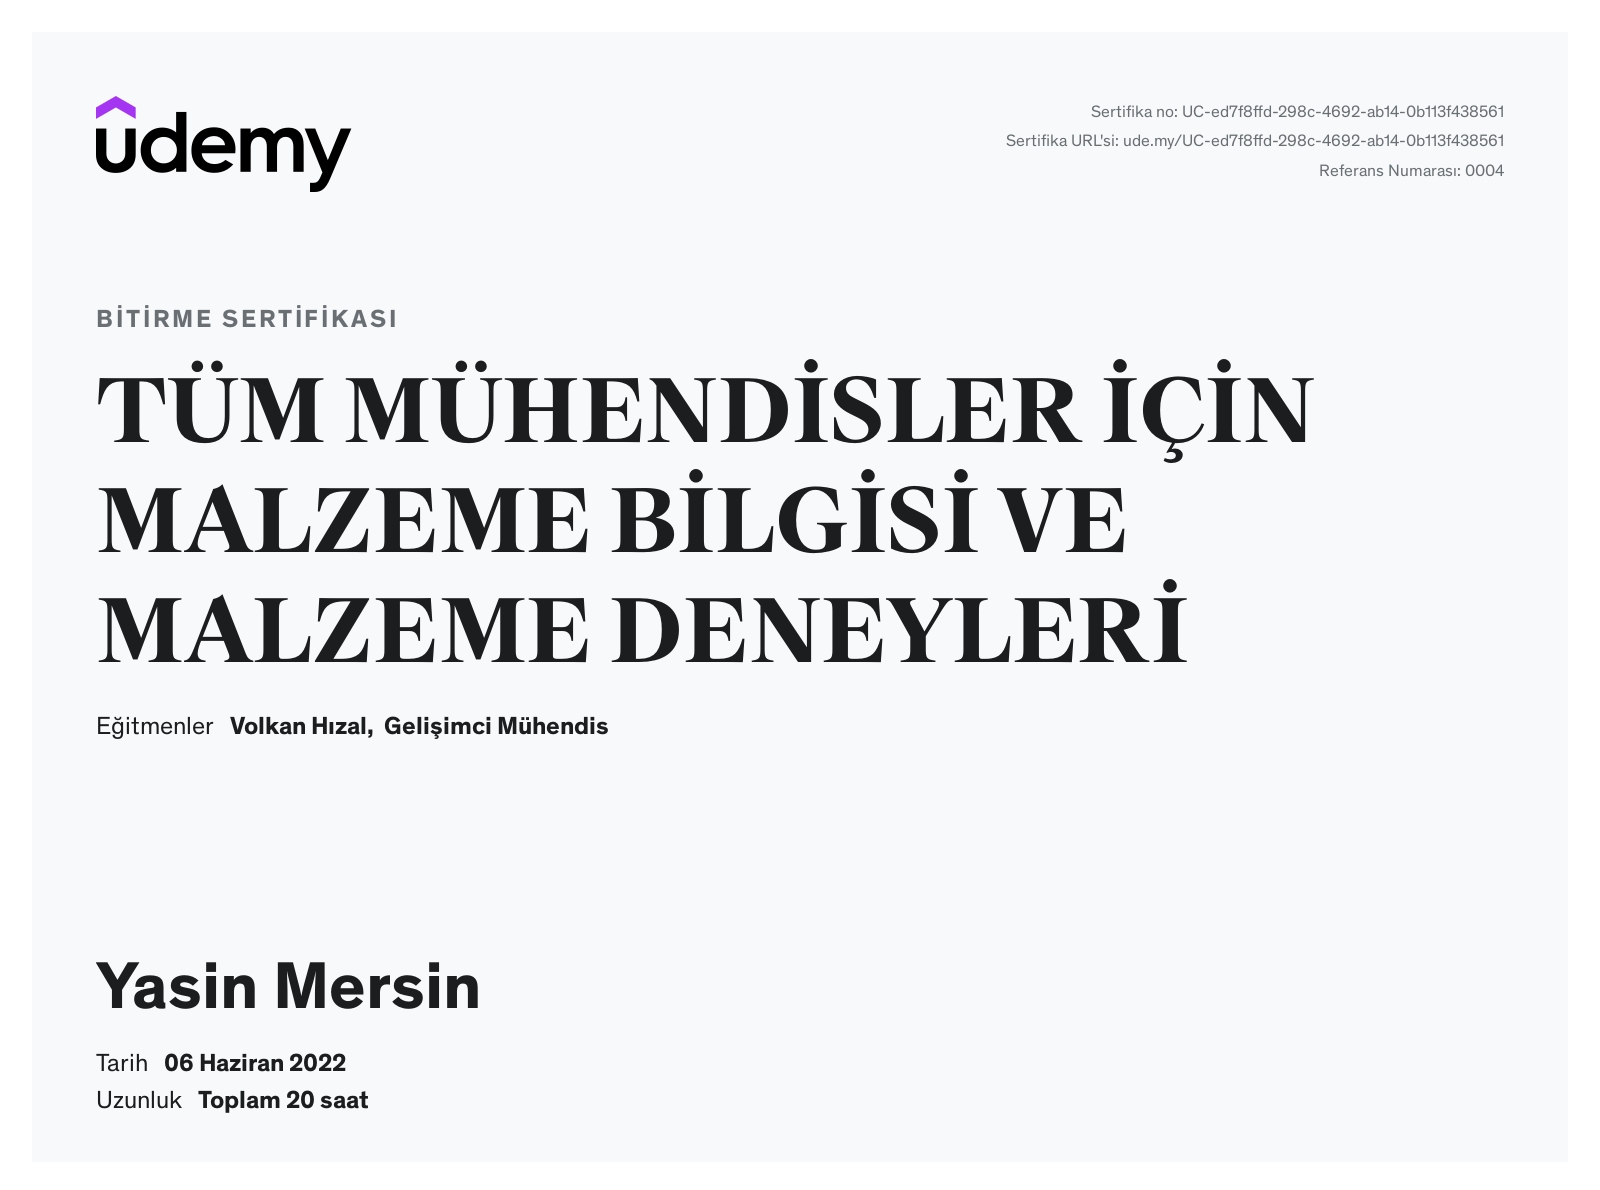 udemy
Sertifika no: UC-ed7f8ffd-298c-4692-ab14-0b113f438561
Sertifika URL'si: ude.my/UC-ed7f8ffd-298c-4692-ab14-0b113f438561
Referans Numarası: 0004
BİTİRME SERTİFİKASI
TÜM MÜHENDİSLER İÇİN
MALZEME BİLGİSİ VE
MALZEME DENEYLERİ
Eğitmenler Volkan Hızal, Gelişimci Mühendis
Yasin Mersin
Tarih 06 Haziran 2022
Uzunluk Toplam 20 saat